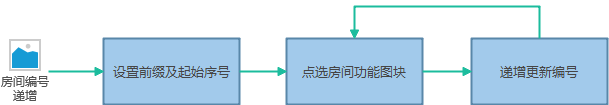 房间编号
递增
设置前缀及起始序号
点选房间功能图块
递增更新编号